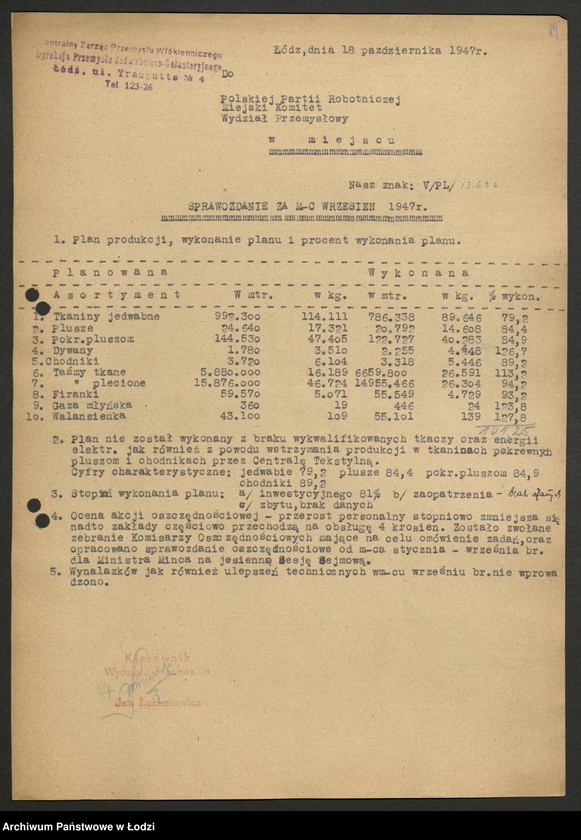 Centralny Zarząd Przemysłu Włókienniczego
Dyrekcja Przemysłu Jedwabniczo-Galanteryjnego
Łódź, ul. Traugutta № 4
Tel. 123-26
Łódź,dnia 18 października 1947r.
Do
Polskiej Partii Robotniczej
Miejski Komitet
Wydział Przemysłowy
w miejscu
Nasz znak: V/PL/
SPRAWOZDANIE ZA M-C WRZESIEN 1947r.
1. Plan produkcji, wykonanie planu i procent wykonania planu.
Planowana Wykonana
Asortyment W mtr. w kg. w mtr. w kg. % wykon.
1. Tkaniny jedwabne 992.300 114.111 786.338 89.646 79,2
2. Plusze 24.640 17.321 20.792 14.608 84,4
3. Pokr.pluszom 144.530 47.405 122.727 40.283 84,9
4. Dywany 1.780 3.510 2.255 4.448 126,7
5.Chodniki 3.720 6.104 3.318 5.446 89,2
6. Taśmy tkane 5.880.000 16.189 6659.800 26.591 113,2
7. " plecione 15.876.000 46.724 14955.466 26.304 94,2
8. Firanki 59.570 5.071 55.549 4.729 93,2
9. Gaza młyńska 360 19 446 24 123,8
10. Walansienka 43.100 109 55.101 139 127,8
2. Plan nie został wykonany z braku wykwalifikowanych tkaczy oraz energii
elektr. jak również z powodu wstrzymania produkcji w tkaninach pokrewnych
pluszom i chodnikach przez Centralę Tekstylną.
Cyfry charakterystyczne: jedwabie 79,2 plusze 84,4 pokr.pluszom 84,9
chodniki 89,2
3. Stopień wykonania planu: a/ inwestycyjnego 81% b/ zaopatrzenia - brak danych
c/ zbytu,brak danych
4. Ocena akcji oszczędnościowej - przerost personalny stopniowo zmniejsza się
nadto zakłady częściowo przechodzą na obsługę 4 krosien. Zostało zwołane
zebranie Komisarzy Oszczędnościowych mające na celu omówienie zadań,oraz
opracowano sprawozdanie oszczędnościowe od m-ca stycznia - września br.
dla Ministra Minca na jesienną Sesję Sejmową.
5. Wynalazków jak również ulepszeń technicznych wm-cu wrześniu br.nie wprowa
dzono.
Kierownik
Jan
Archiwum Państwowe w Łodzi